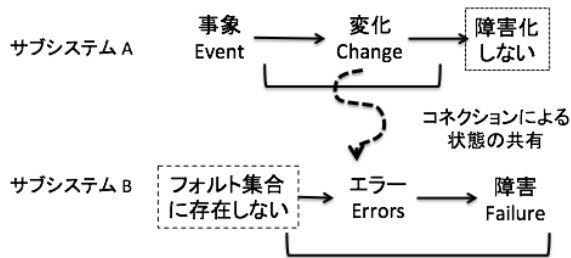 サブシステム A
事象
Event
変化
Change
障害化
しない
コネクションによる
状態の共有
サブシステム B
フォルト集合
に存在しない
エラー
Errors
障害
Failure